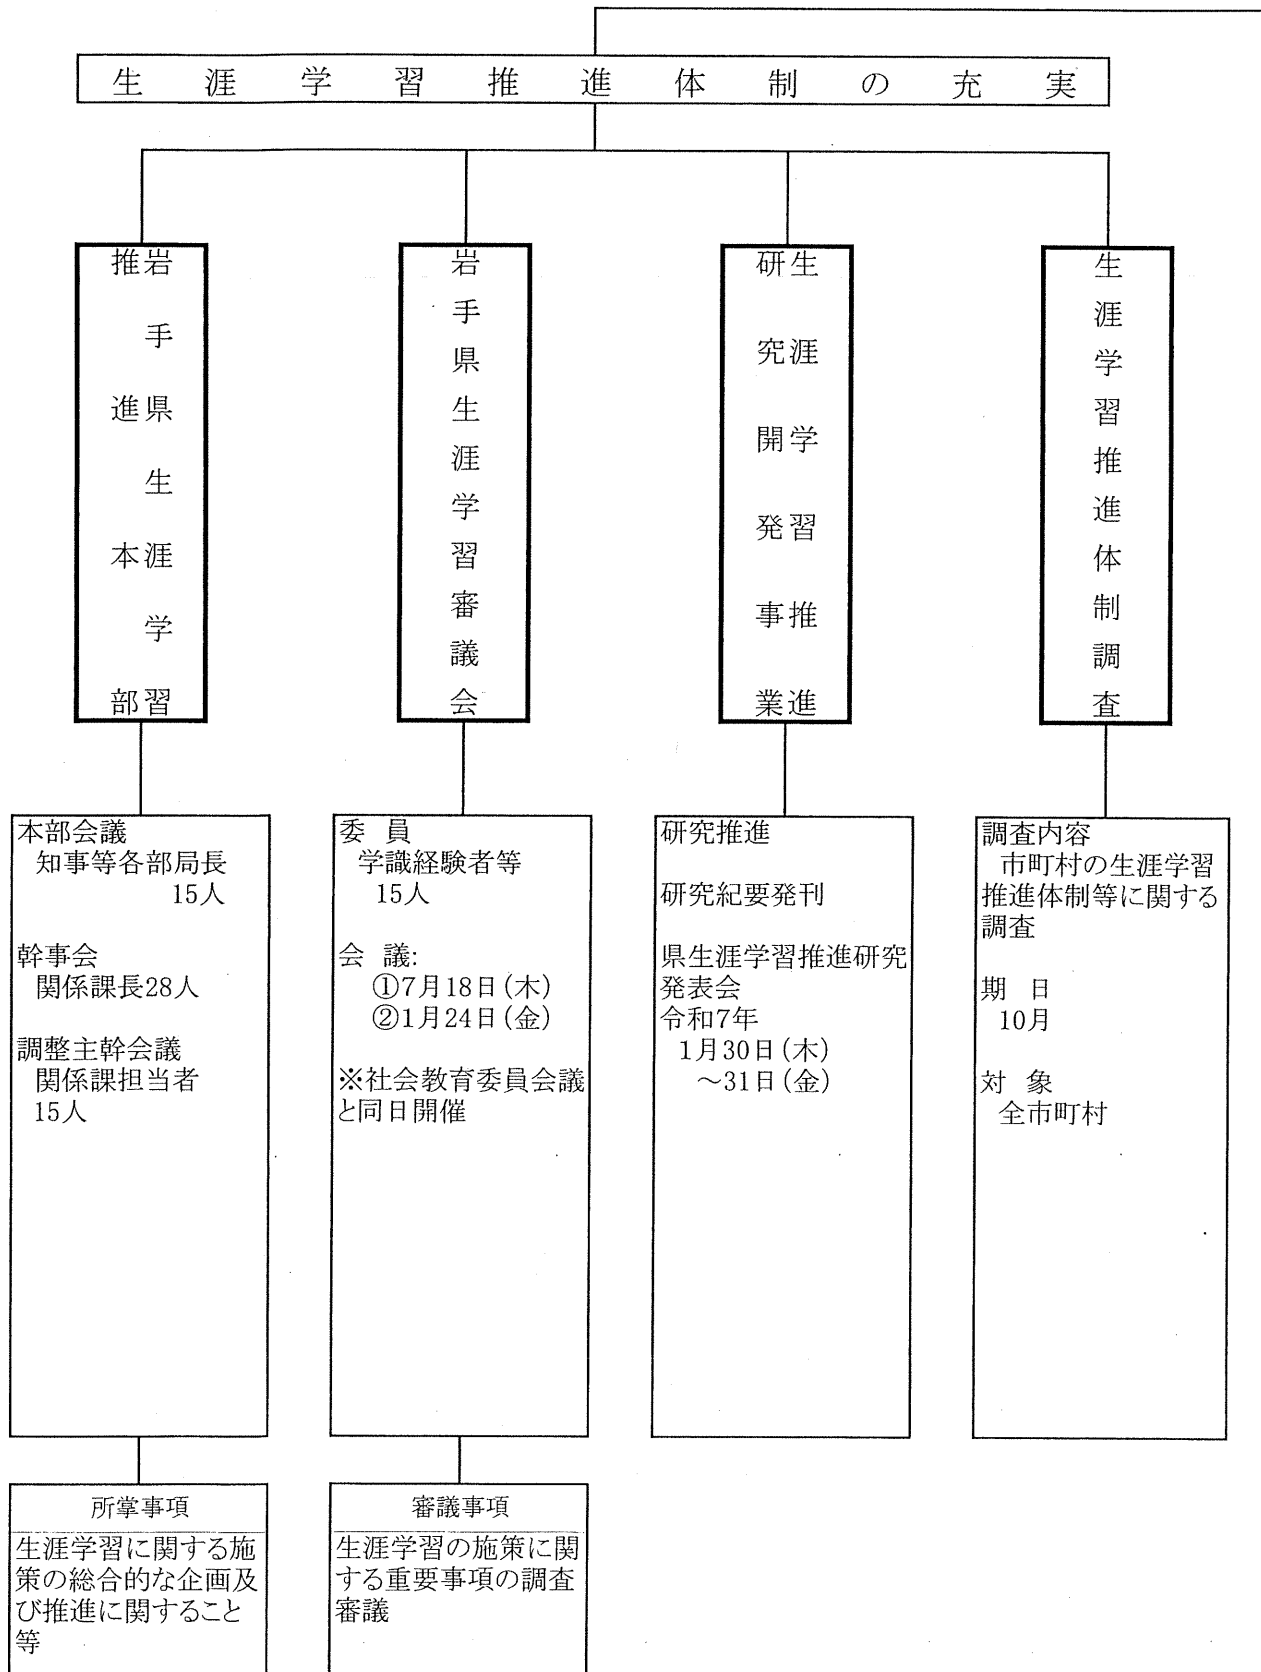 生涯学習推進体制の充実
岩手県生涯学習
推進本部
本部会議
知事等各部局長
15人
幹事会
関係課長28人
調整主幹会議
関係課担当者
15人
所掌事項
生涯学習に関する施
策の総合的な企画及
び推進に関すること
等
岩手県生涯学習審議会
委 員
学識経験者等
15人
会 議:
①7月18日(木)
②1月24日(金)
※社会教育委員会議
と同日開催
審議事項
生涯学習の施策に関
する重要事項の調査
審議
生涯学習推進
研究開発事業
研究推進
研究紀要発刊
県生涯学習推進研究
発表会
令和7年
1月30日(木)
～31日(金)
生涯学習推進体制調査
調査内容
市町村の生涯学習
推進体制等に関する
調査
期 日
10月
対 象
全市町村